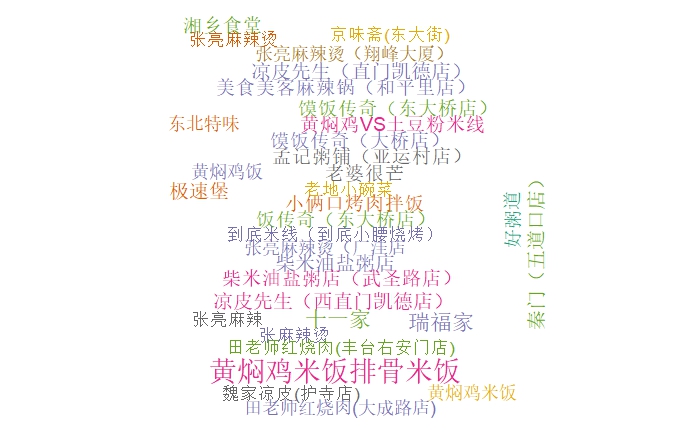 湘乡食堂
京味斋(东大街)
张亮麻辣烫
张亮麻辣烫（翔峰大厦）
凉皮先生（直门凯德店）
美食美客麻辣锅（和平里店）
馍饭传奇（东大桥店）
东北特味
黄焖鸡VS土豆粉米线
馍饭传奇（大桥店）
孟记粥铺（亚运村店）
黄焖鸡饭
老婆很芒
极速堡
老地小碗菜
小俩口烤肉拌饭
好粥道
秦门（五道口店）
饭传奇（东大桥店）
到底米线（到底小腰烧烤）
张亮麻辣烫（广洼店
柴米油盐粥店
柴米油盐粥店（武圣路店）
凉皮先生（西直门凯德店）
张亮麻辣
十一家
瑞福家
张麻辣烫
田老师红烧肉(丰台右安门店)
黄焖鸡米饭排骨米饭
魏家凉皮(护寺店)
黄焖鸡米饭
田老师红烧肉(大成路店)